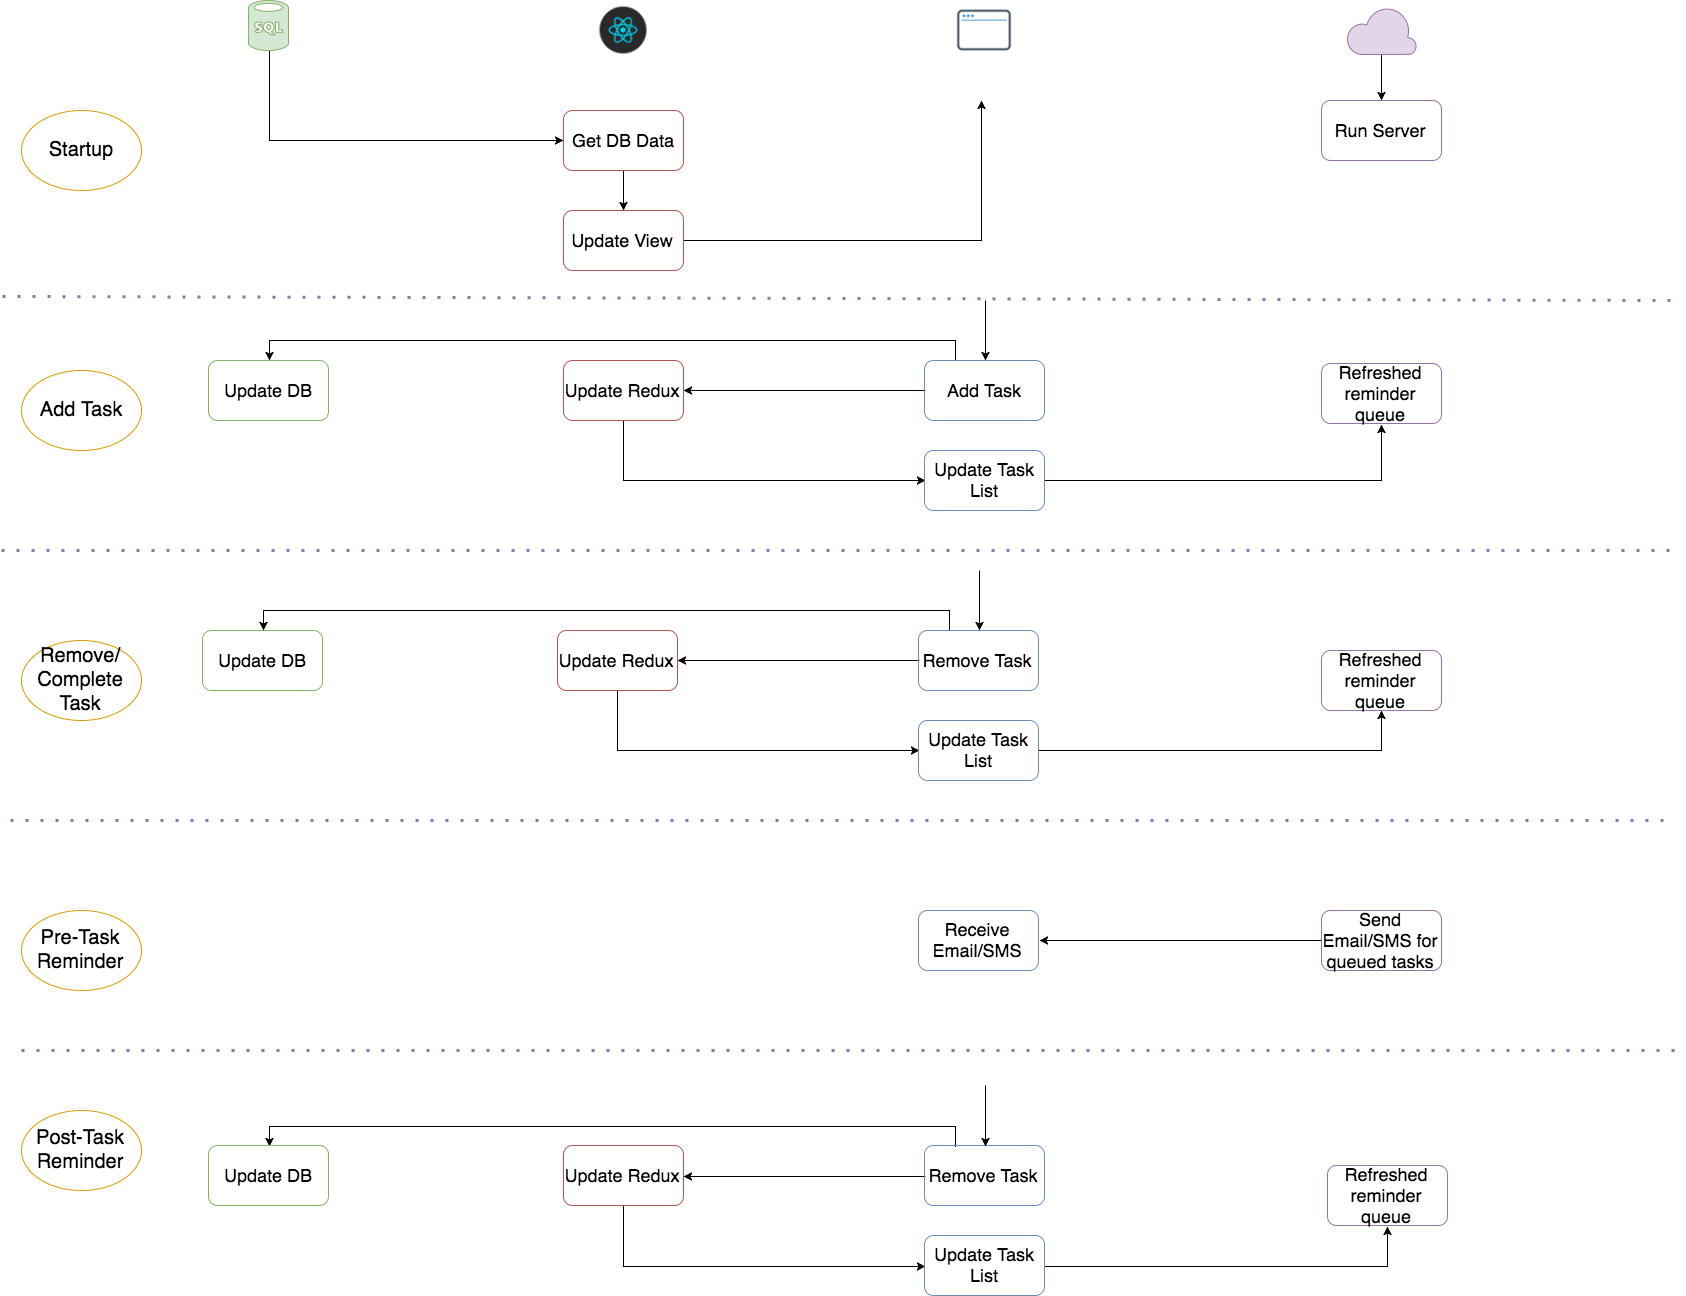 SQL
Startup
Get DB Data
Run Server
Update View
Add Task
Update DB
Update Redux
Add Task
Refreshed
reminder
queue
Update Task
List
Remove/
Complete
Task
Update DB
Update Redux
Remove Task
Refreshed
reminder
queue
Update Task
List
Pre-Task
Reminder
Receive
Email/SMS
Send
Email/SMS for
queued tasks
Post-Task
Reminder
Update DB
Update Redux
Remove Task
Refreshed
reminder
queue
Update Task
List